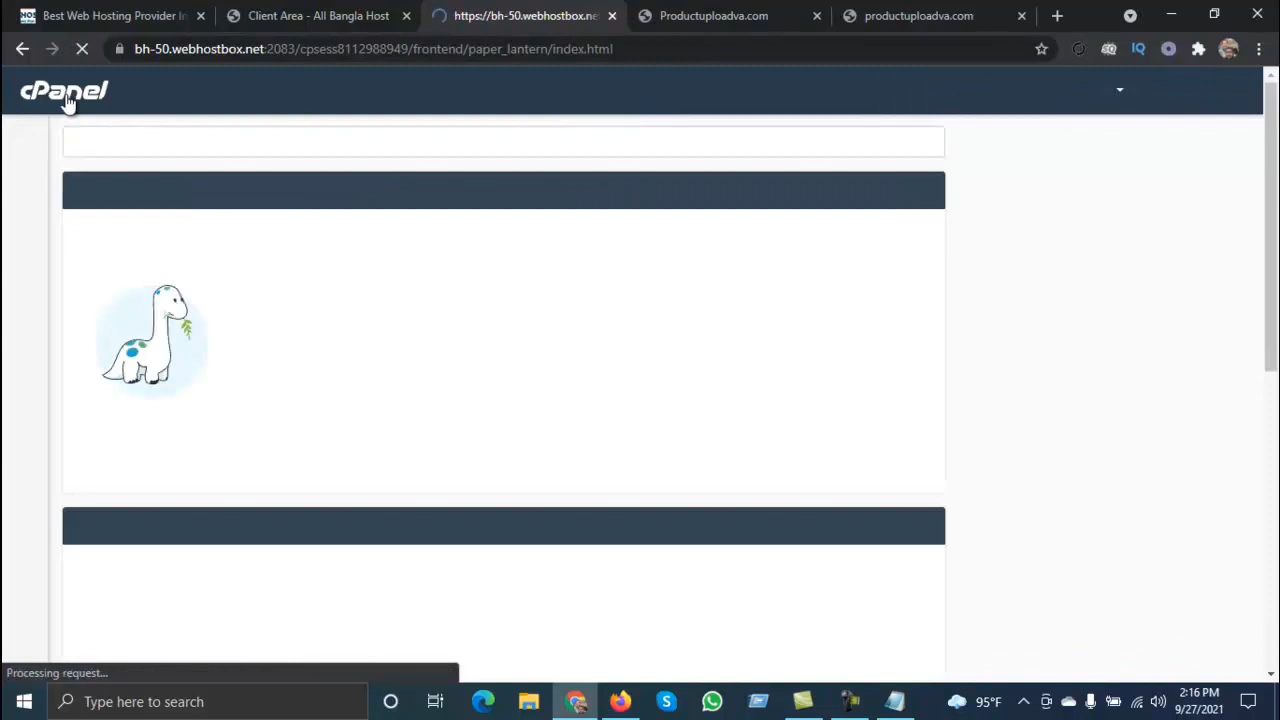 Best Web Hosting Provider In
Client Area - All Bangla Host
https://bh-50.webhostbox.ne
Productuploadva.com
productuploadva.com
bh-50.webhostbox.net:2083/cpsess8112988949/frontend/paper_lantern/index.html
IQ
cPanel
Processing request...
Type here to search
95°F
2:16 PM
9/27/2021